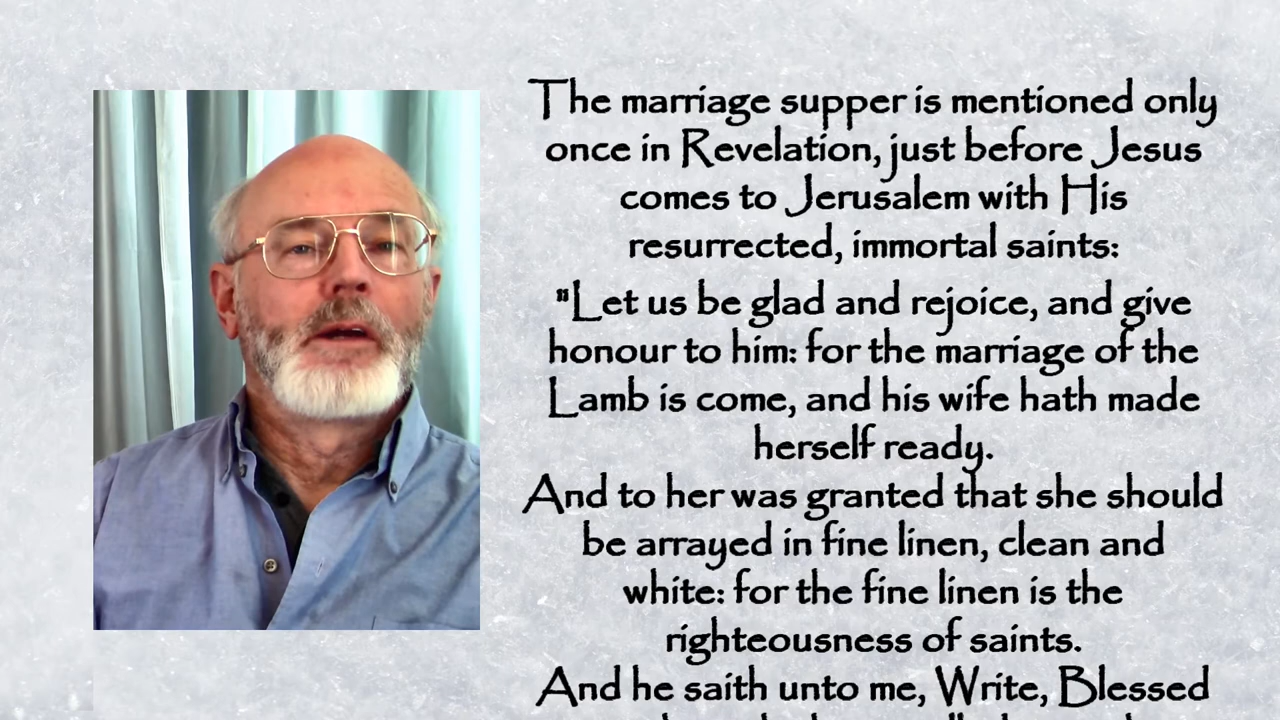 The marriage supper is mentioned only
once in Revelation, just before Jesus
comes to Jerusalem with His
resurrected, immortal saints:
"Let us be glad and rejoice, and give
honour to him: for the marriage of the
Lamb is come, and his wife hath made
herself ready.
And to her was granted that she should
be arrayed in fine linen, clean and
white: for the fine linen is the
righteousness of saints.
And he saith unto me, Write, Blessed